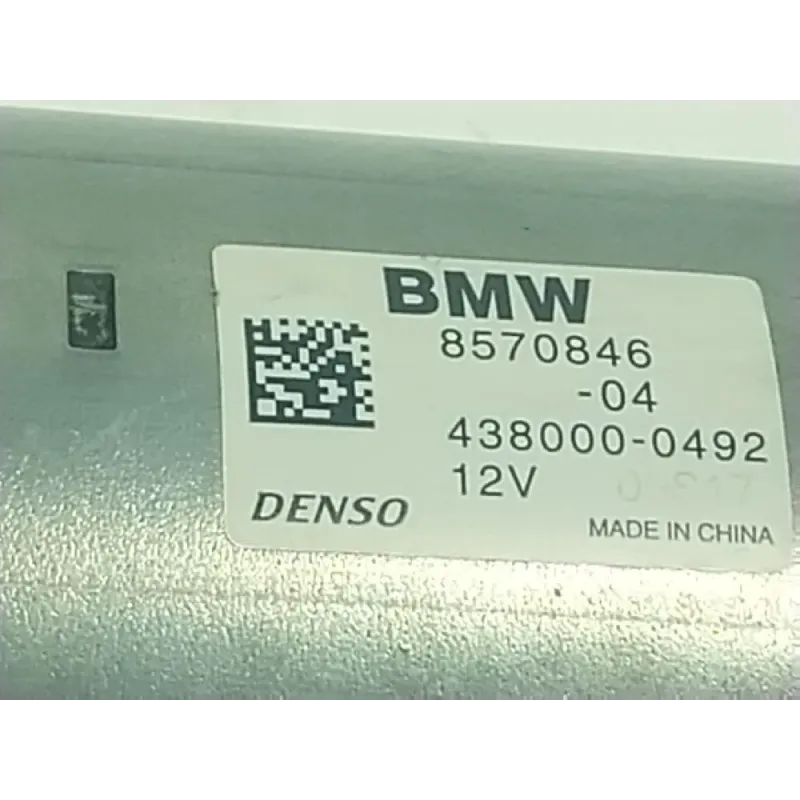 BMW
8570846
-04
438000-0492
12V
DENSO
MADE IN CHINA